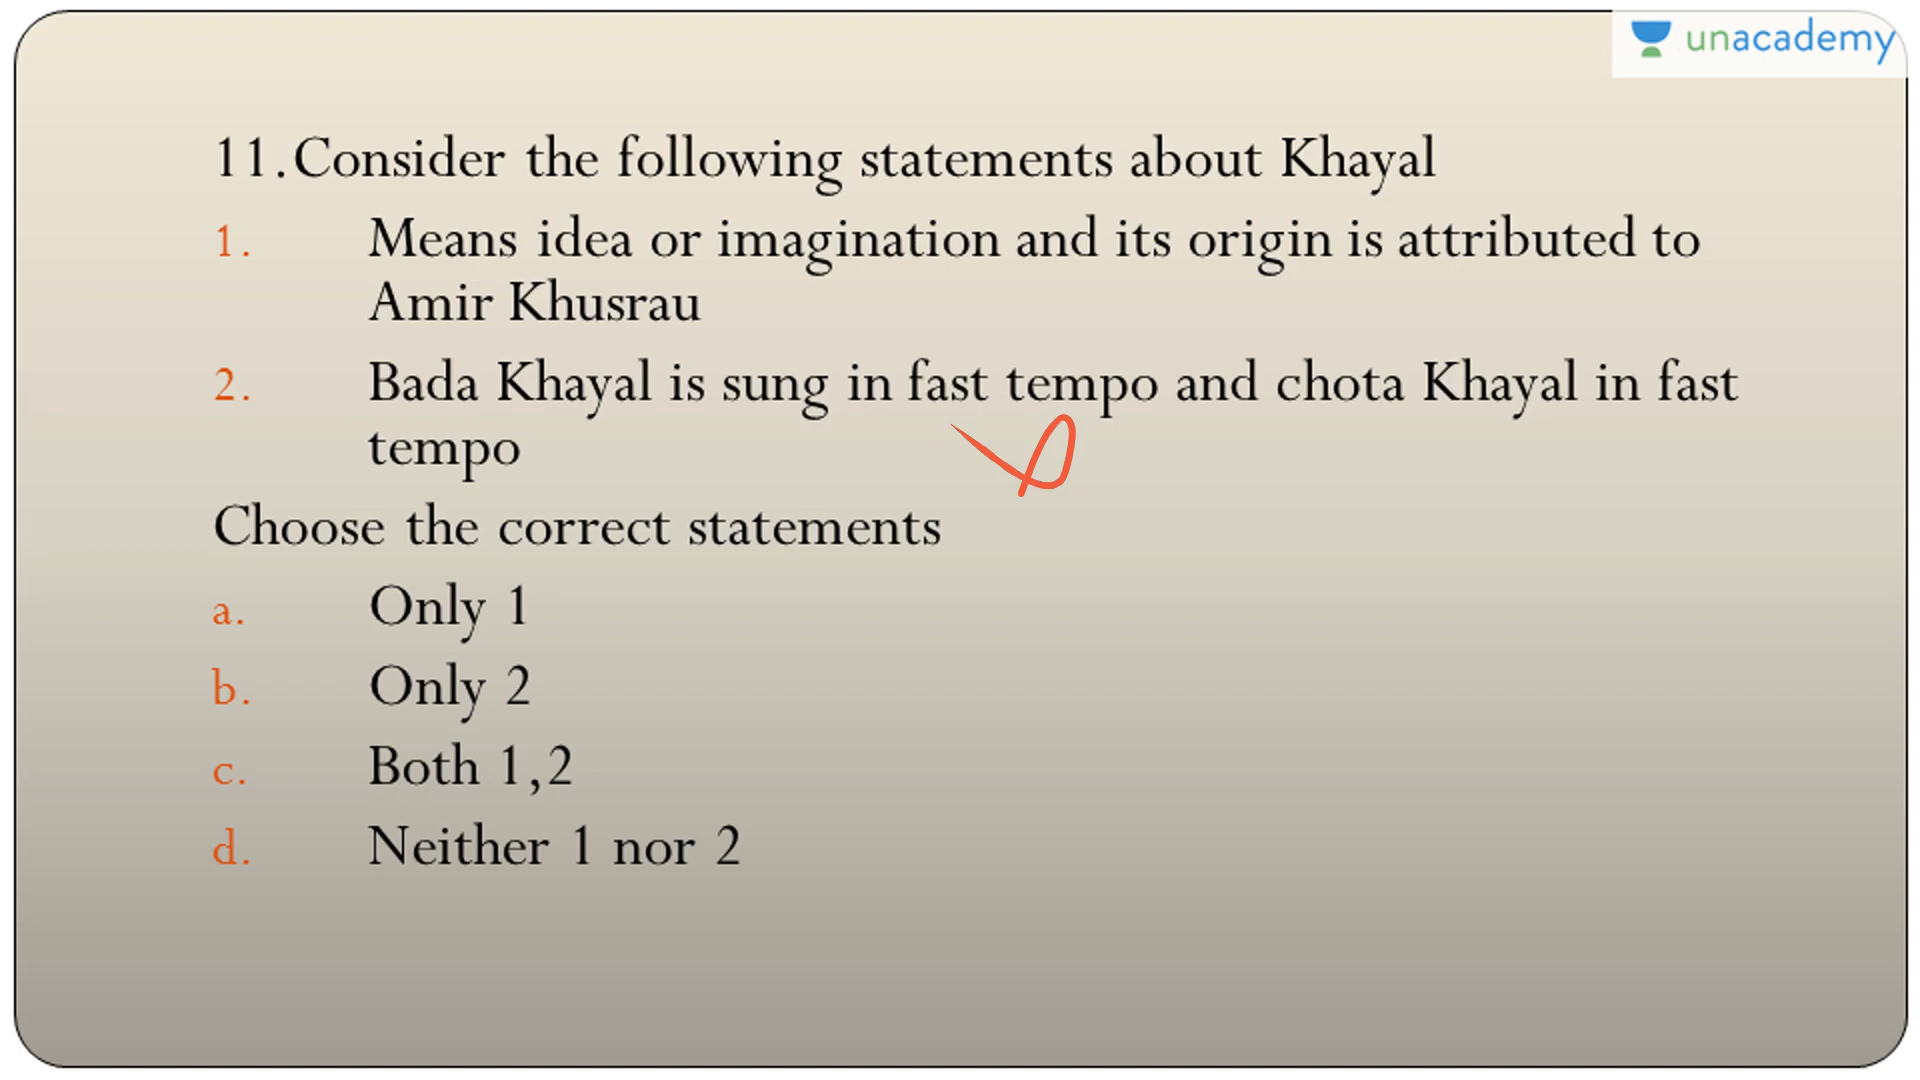 unacademy
11. Consider the following statements about Khayal
1. Means idea or imagination and its origin is attributed to
Amir Khusrau
2. Bada Khayal is sung in fast tempo and chota Khayal in fast
tempo
Choose the correct statements
a. Only 1
b. Only 2
c. Both 1,2
d. Neither 1 nor 2